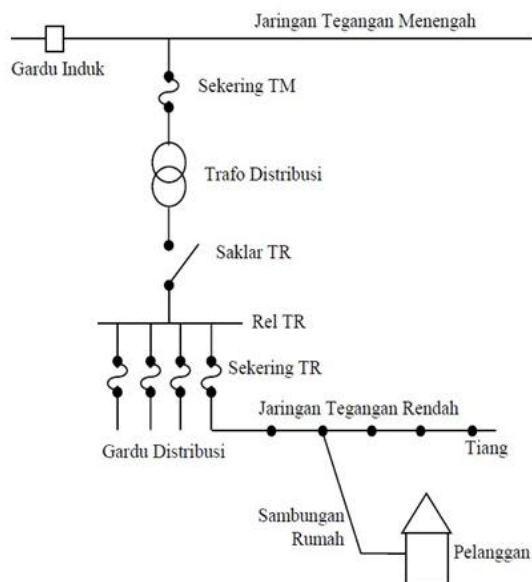 Jaringan Tegangan Menengah
Gardu Induk
Sekering TM
Trafo Distribusi
Saklar TR
Rel TR
Sekering TR
Jaringan Tegangan Rendah
Gardu Distribusi
Tiang
Sambungan
Rumah
Pelanggan